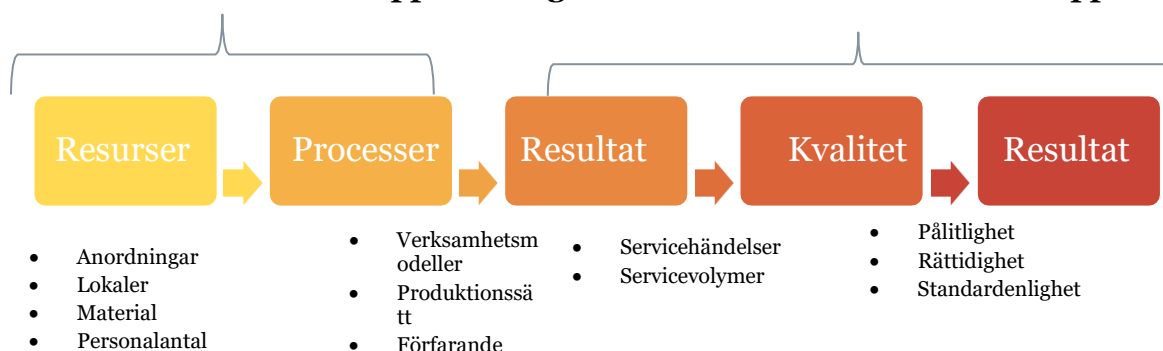 Resurser
Processer
Resultat
Kvalitet
Resultat
• Anordningar
• Lokaler
• Material
• Personalantal
• Verksamhetsm
odeller
• Produktionssä
tt
• Förfarande
• Servicehändelser
• Servicevolymer
• Pålitlighet
• Rättidighet
• Standardenlighet